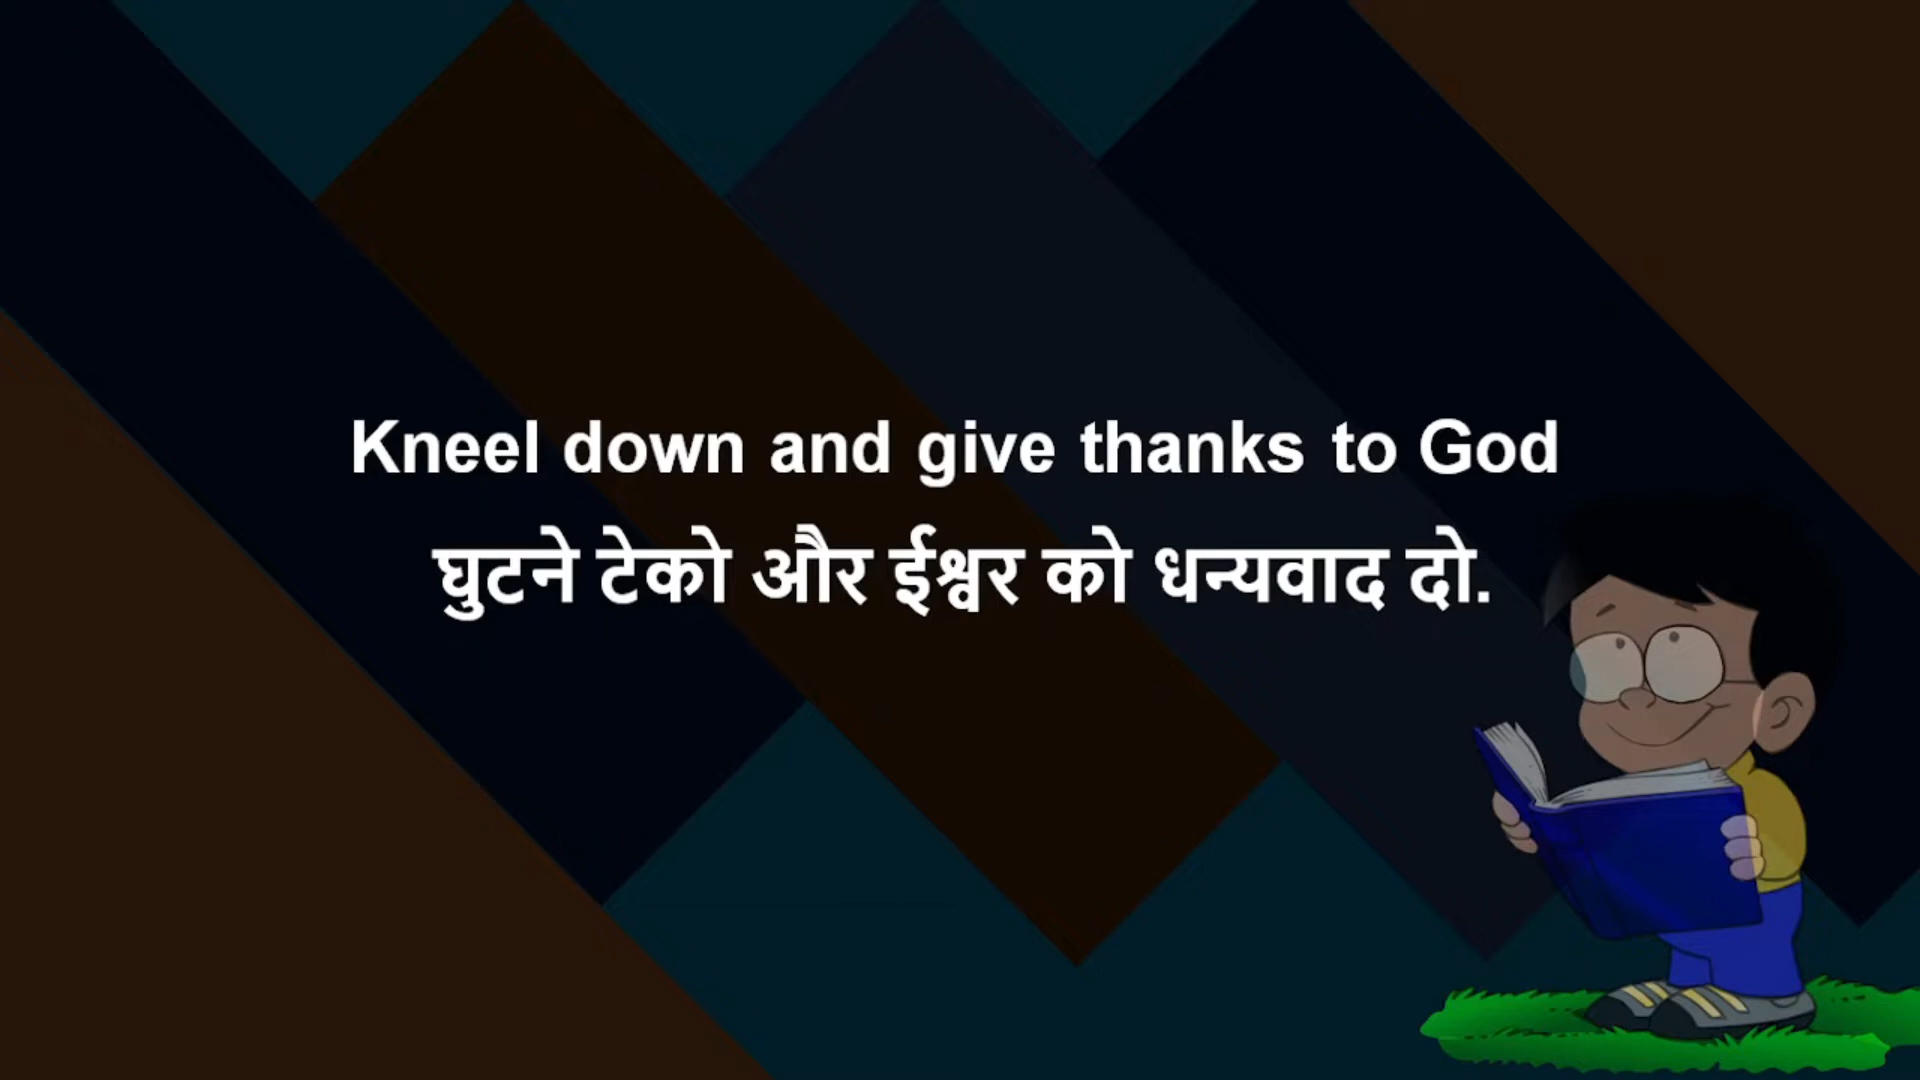 Kneel down and give thanks to God
घुटने टेको और ईश्वर को धन्यवाद दो.